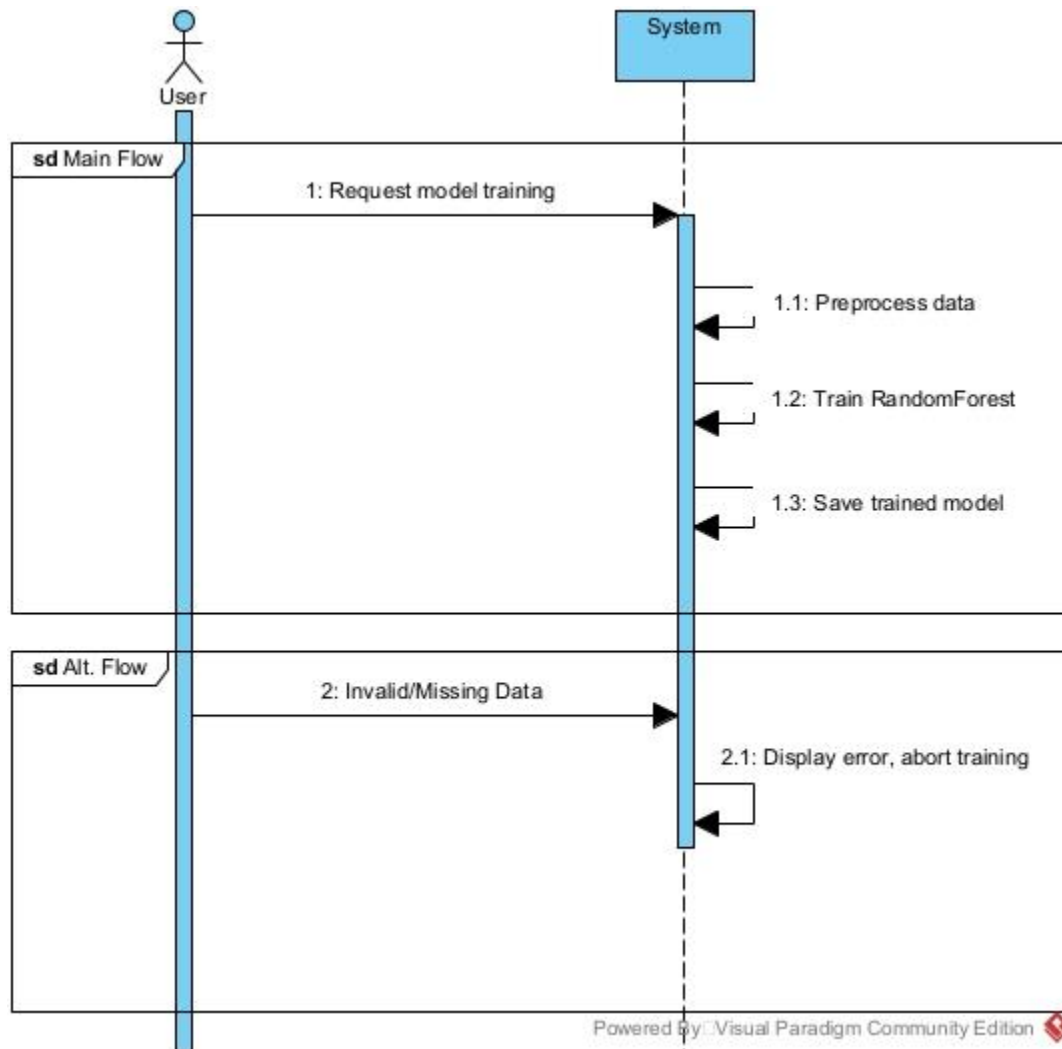 System
User
sd Main Flow
1: Request model training
1.1: Preprocess data
1.2: Train RandomForest
1.3: Save trained model
sd Alt. Flow
2: Invalid/Missing Data
2.1: Display error, abort training
Powered By Visual Paradigm Community Edition